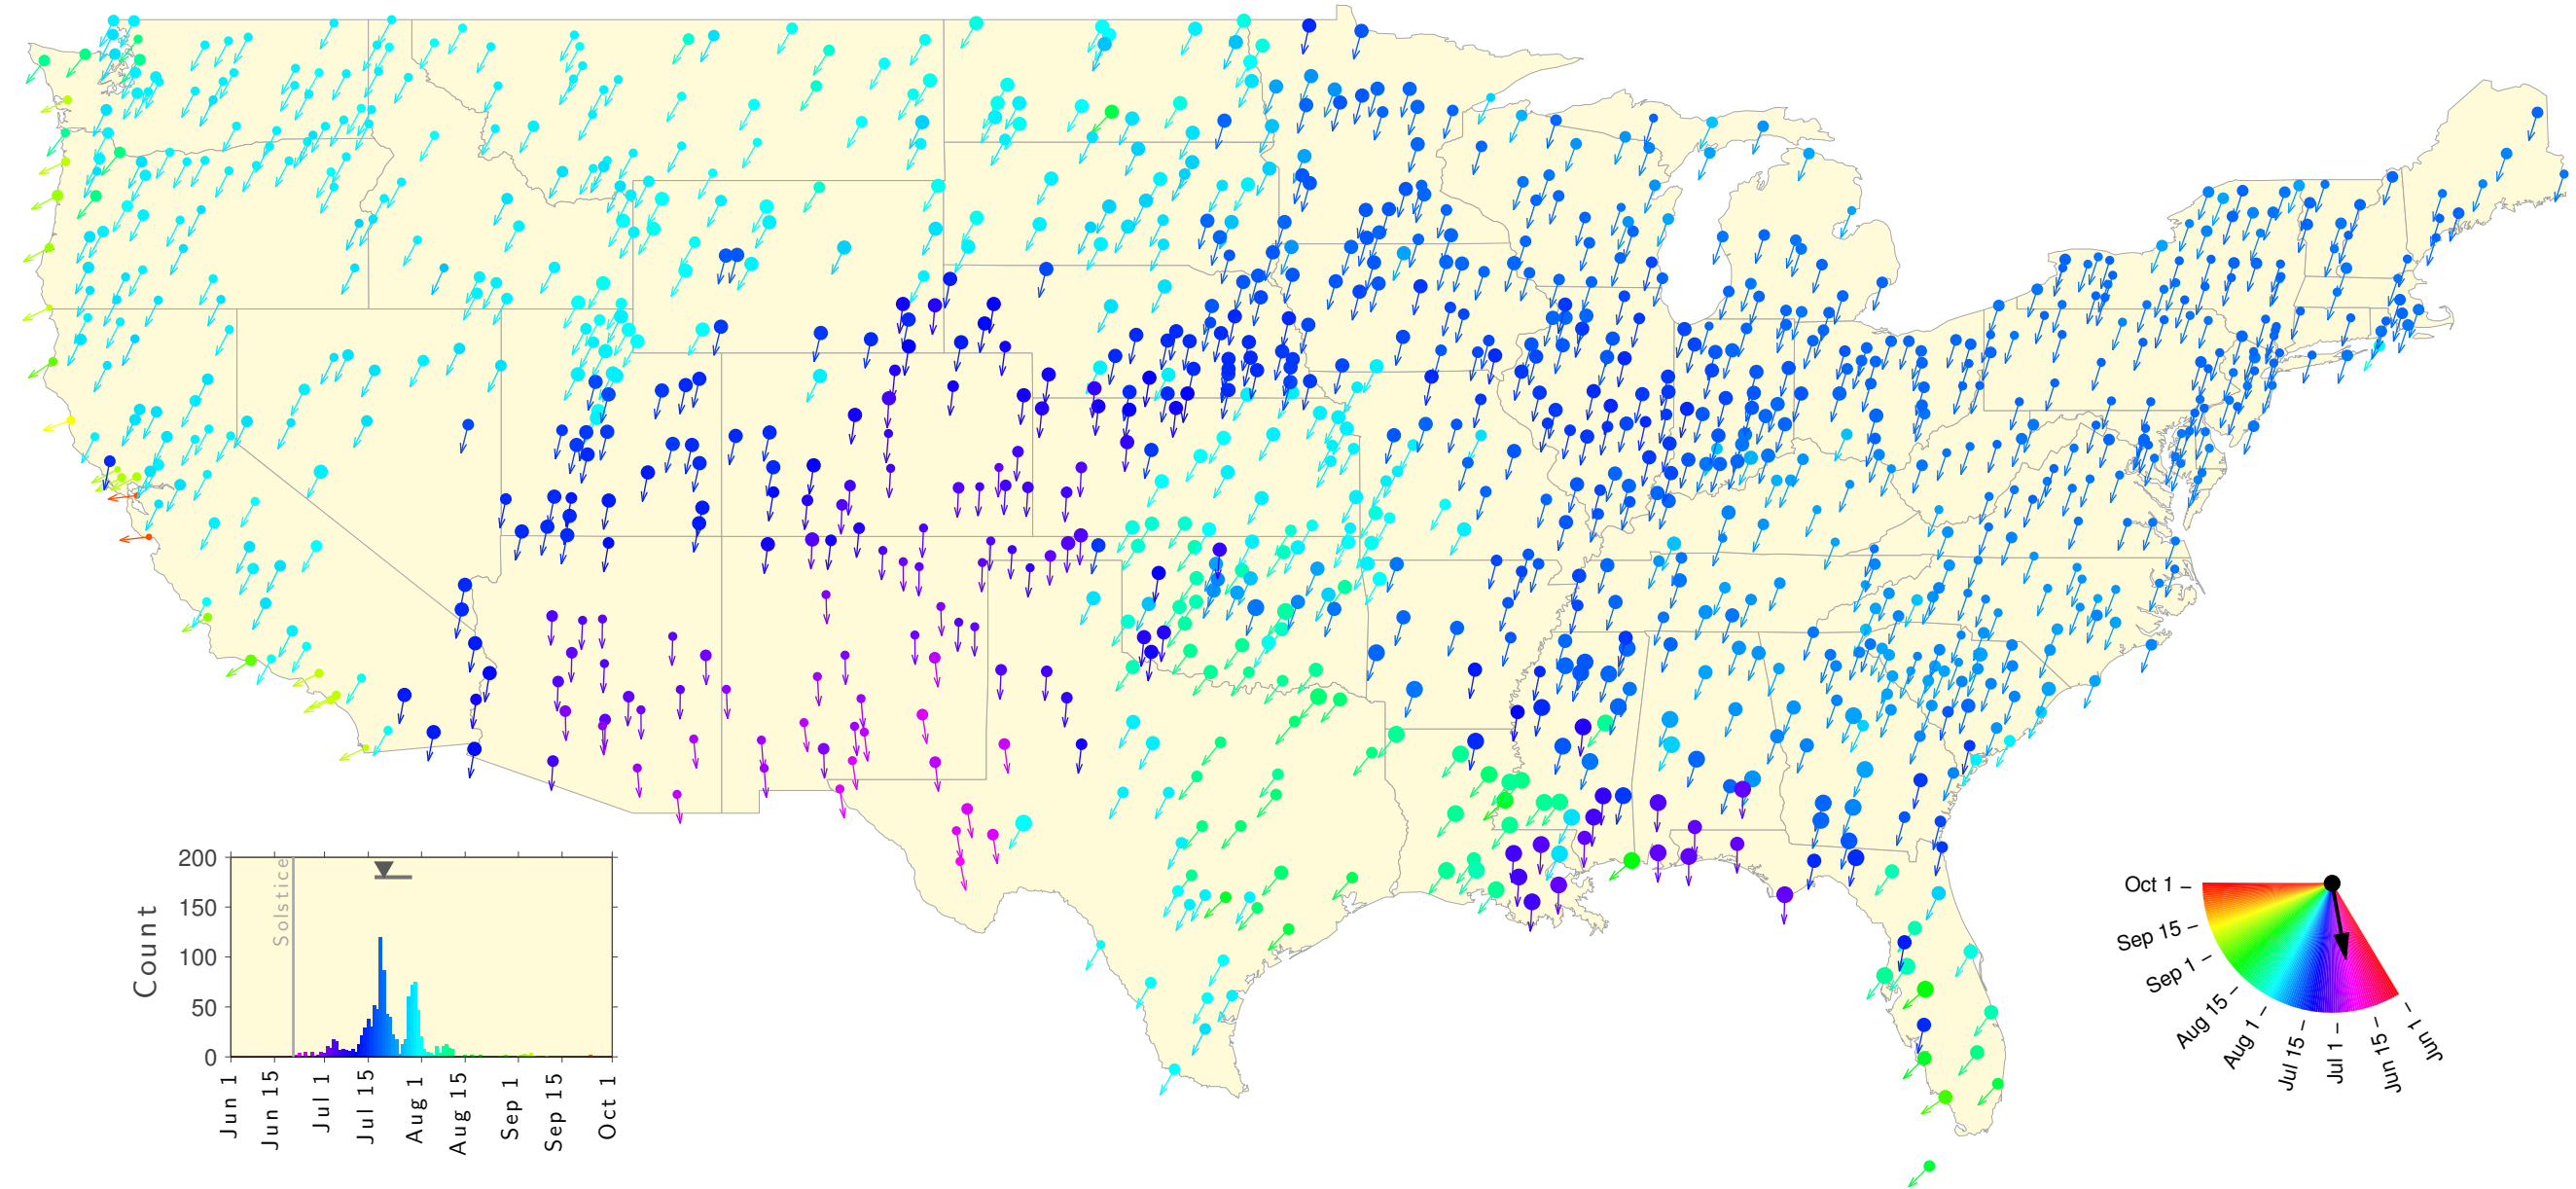 200
150
100
50
0
Count
Solstice
Jun 1
Jun 15
Jul 1
Jul 15
Aug 1
Aug 15
Sep 1
Sep 15
Oct 1
Oct 1 –
Sep 15 –
Sep 1 –
Aug 15 –
Aug 1 –
Jul 15 –
Jul 1 –
Jun 15 –
Jun 1 –